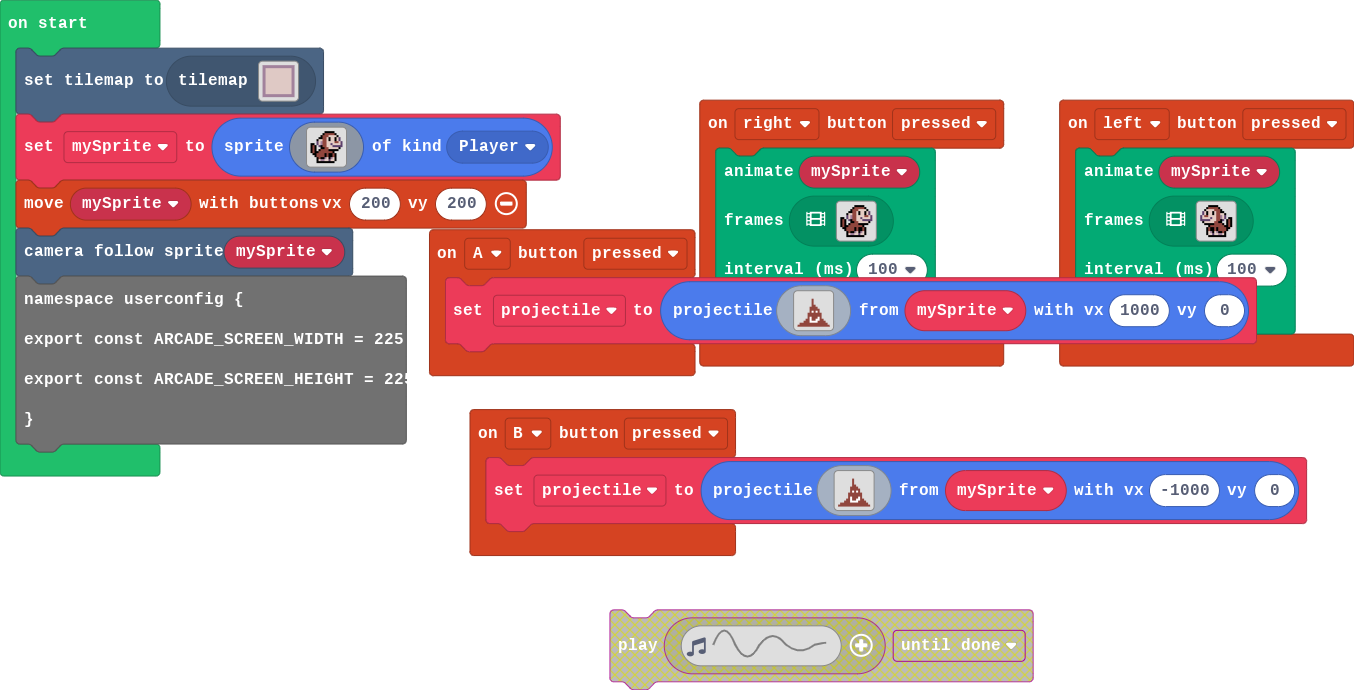 on start
set tilemap to tilemap
set mySprite to sprite of kind Player
move mySprite with buttons vx 200 vy 200
camera follow sprite mySprite
namespace userconfig {
export const ARCADE_SCREEN_WIDTH = 225
export const ARCADE_SCREEN_HEIGHT = 225
}
on right button pressed
animate mySprite
frames
interval (ms) 100
on left button pressed
animate mySprite
frames
interval (ms) 100
on A button pressed
set projectile to projectile from mySprite with vx 1000 vy 0
on B button pressed
set projectile to projectile from mySprite with vx -1000 vy 0
play until done